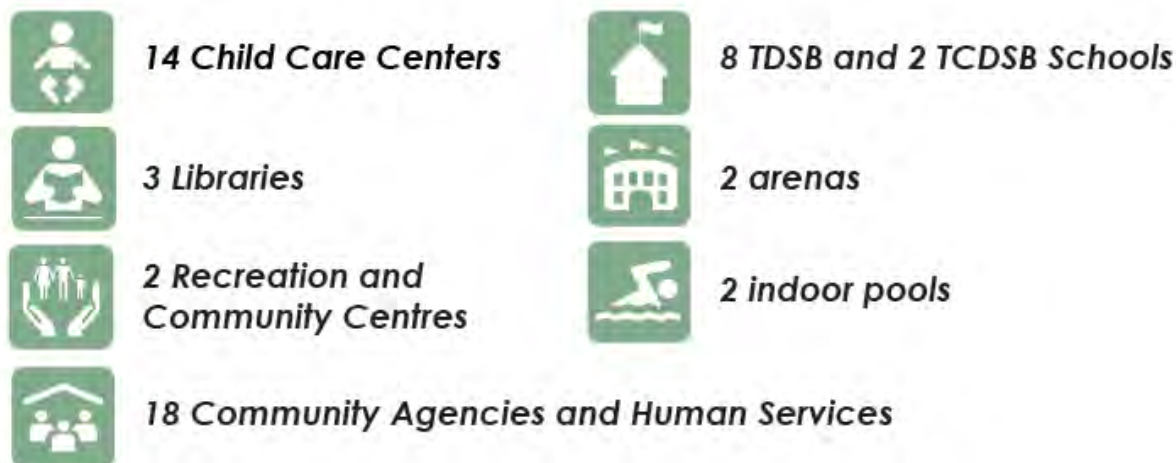 14 Child Care Centers
8 TDSB and 2 TCDSB Schools
3 Libraries
2 arenas
2 Recreation and
Community Centres
2 indoor pools
18 Community Agencies and Human Services